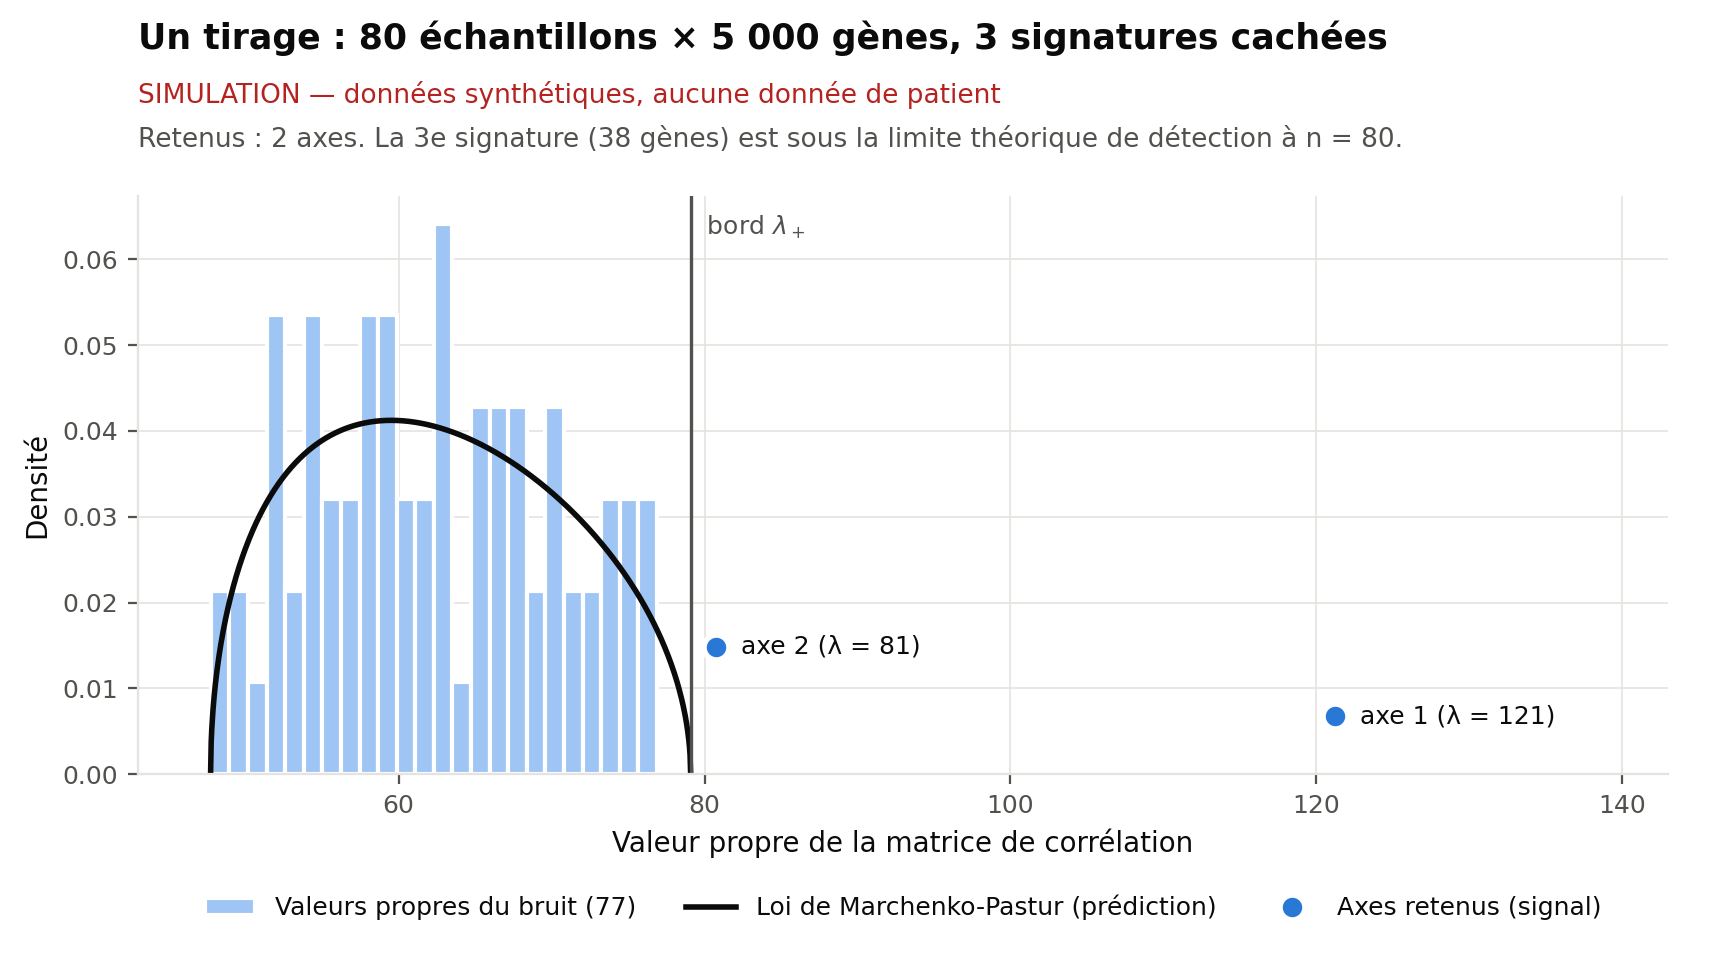 Un tirage : 80 échantillons × 5 000 gènes, 3 signatures cachées
SIMULATION — données synthétiques, aucune donnée de patient
Retenus : 2 axes. La 3e signature (38 gènes) est sous la limite théorique de détection à n = 80.
bord λ₊
0.06
0.05
0.04
0.03
0.02
0.01
0.00
Densité
axe 2 (λ = 81)
axe 1 (λ = 121)
60
80
100
120
140
Valeur propre de la matrice de corrélation
Valeurs propres du bruit (77)
Loi de Marchenko-Pastur (prédiction)
Axes retenus (signal)